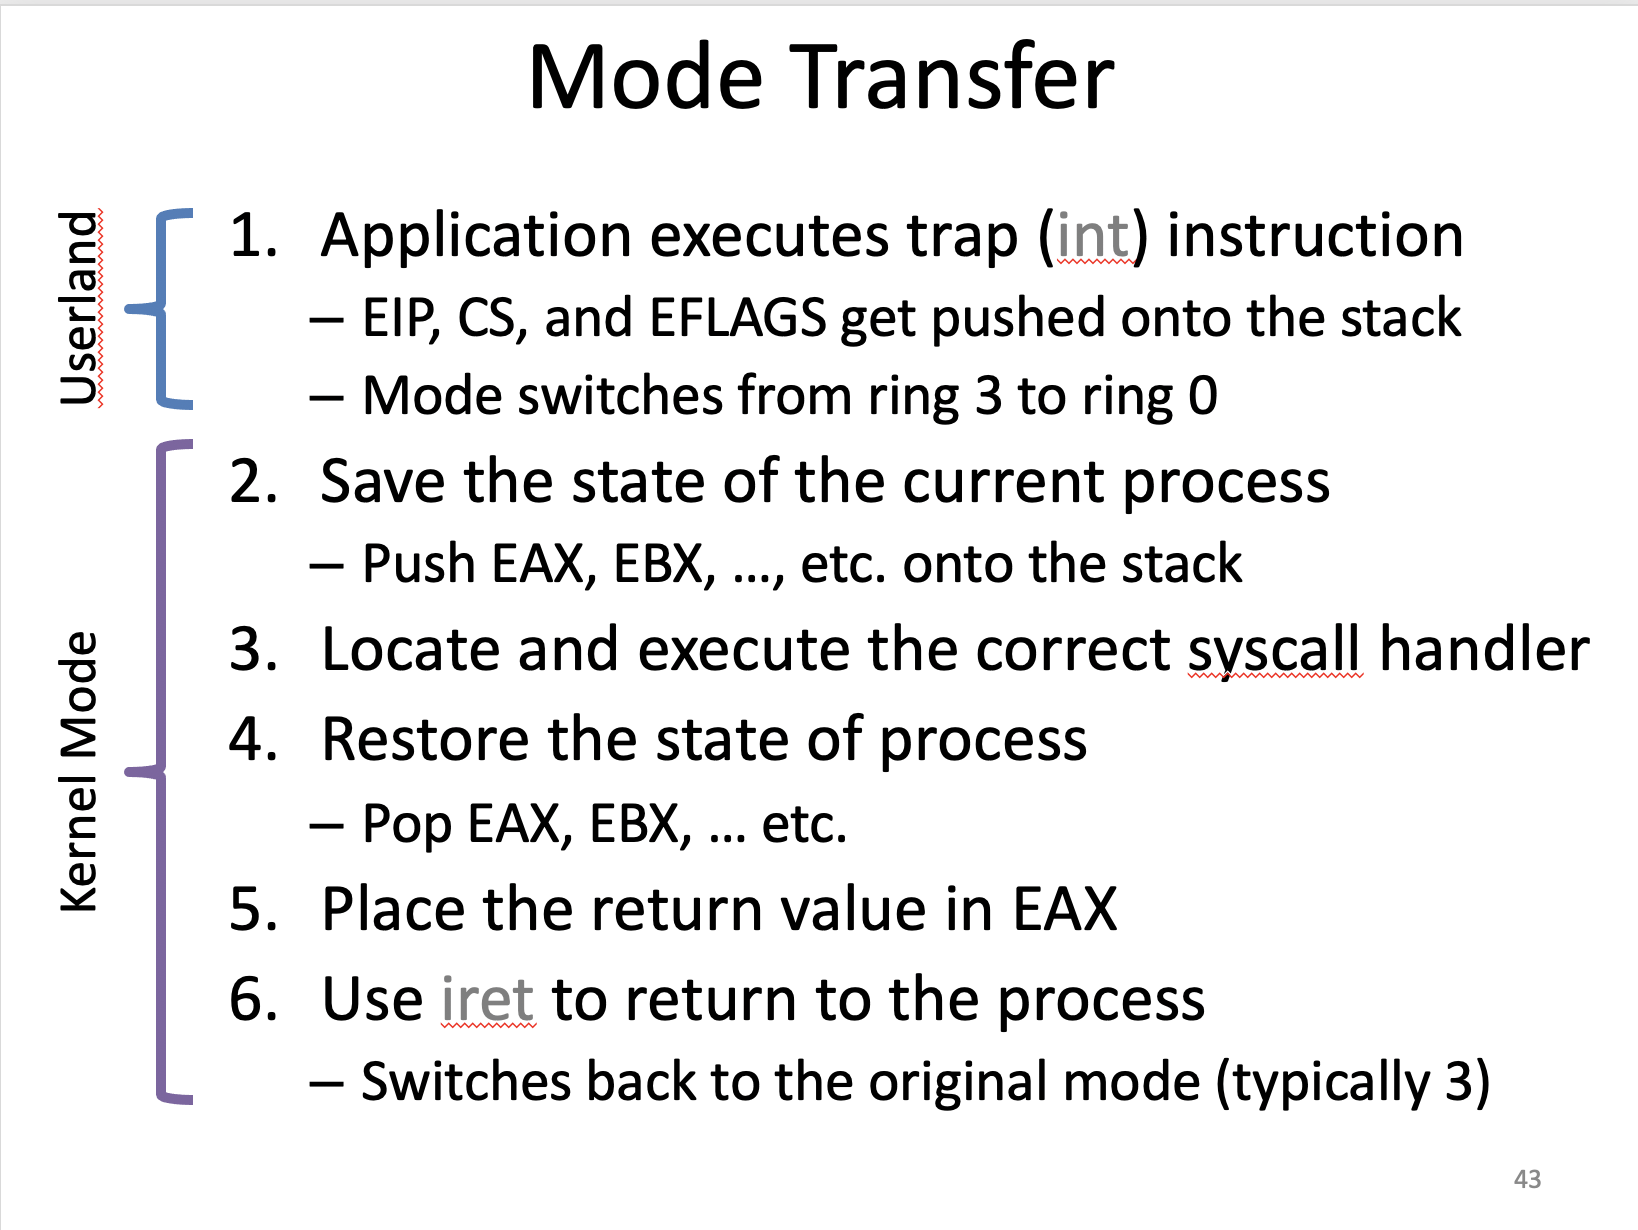 Mode Transfer
Userland
1. Application executes trap (int) instruction
– EIP, CS, and EFLAGS get pushed onto the stack
– Mode switches from ring 3 to ring 0
Kernel Mode
2. Save the state of the current process
– Push EAX, EBX, …, etc. onto the stack
3. Locate and execute the correct syscall handler
4. Restore the state of process
– Pop EAX, EBX, … etc.
5. Place the return value in EAX
6. Use iret to return to the process
– Switches back to the original mode (typically 3)
43